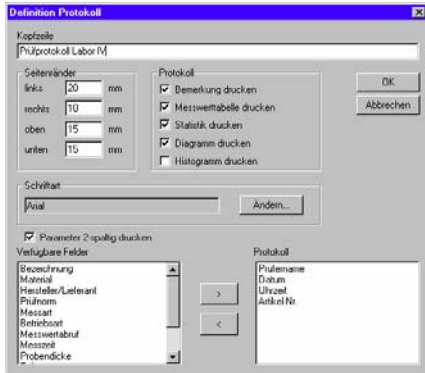 Definition Protokoll
Kopfzeile
Prüfprotokoll Labor IV
Seitenränder
links 20 mm
rechts 10 mm
oben 15 mm
unten 15 mm
Protokoll
Bemerkung drucken
Messwerttabelle drucken
Statistik drucken
Diagramm drucken
Histogramm drucken
OK
Abbrechen
Schriftart
Arial
Ändern...
Parameter 2-spaltig drucken
Verfügbare Felder
Bezeichnung
Material
Hersteller/Lieferant
Prüfnorm
Messart
Betriebsart
Messwertabruf
Messzeit
Probendicke
>
<
Protokoll
Prüfername
Datum
Uhrzeit
Artikel Nr.